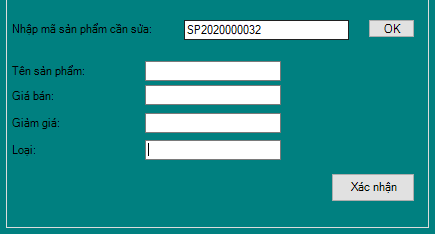 Nhập mã sản phẩm cần sửa: SP2020000032 OK
Tên sản phẩm:
Giá bán:
Giảm giá:
Loại:
Xác nhận